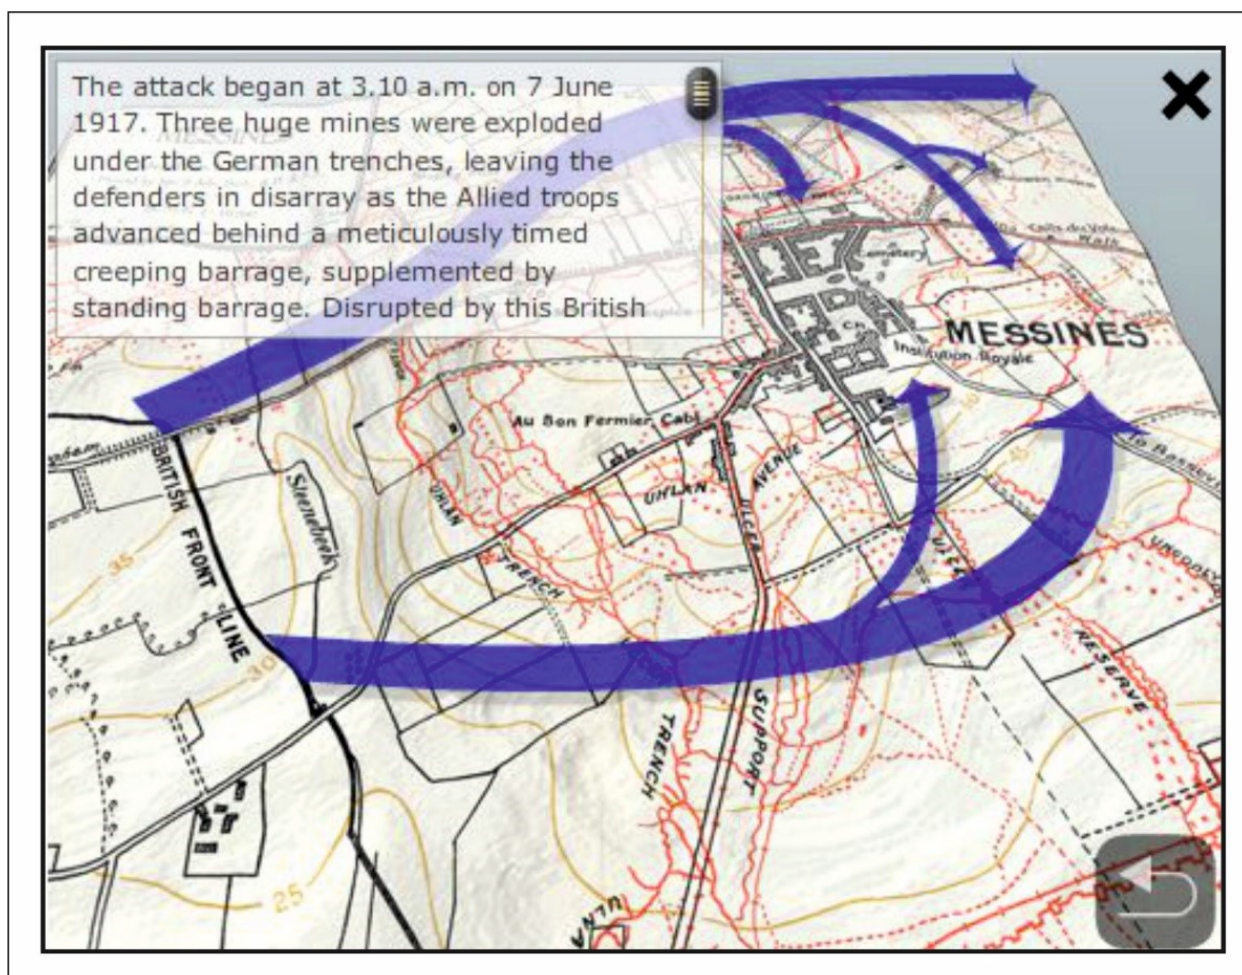 The attack began at 3.10 a.m. on 7 June
1917. Three huge mines were exploded
under the German trenches, leaving the
defenders in disarray as the Allied troops
advanced behind a meticulously timed
creeping barrage, supplemented by
standing barrage. Disrupted by this British
Cemetery
MESSINES
Ch.
Institution Royale
Au Bon Fermier Cabt
BRITISH FRONT LINE
Steenebeek
UHLAN
TRENCH
UHLAN
AVENUE
ULCER
35
30
25
45
RESERVE
SUPPORT
TRENCH
ULNA